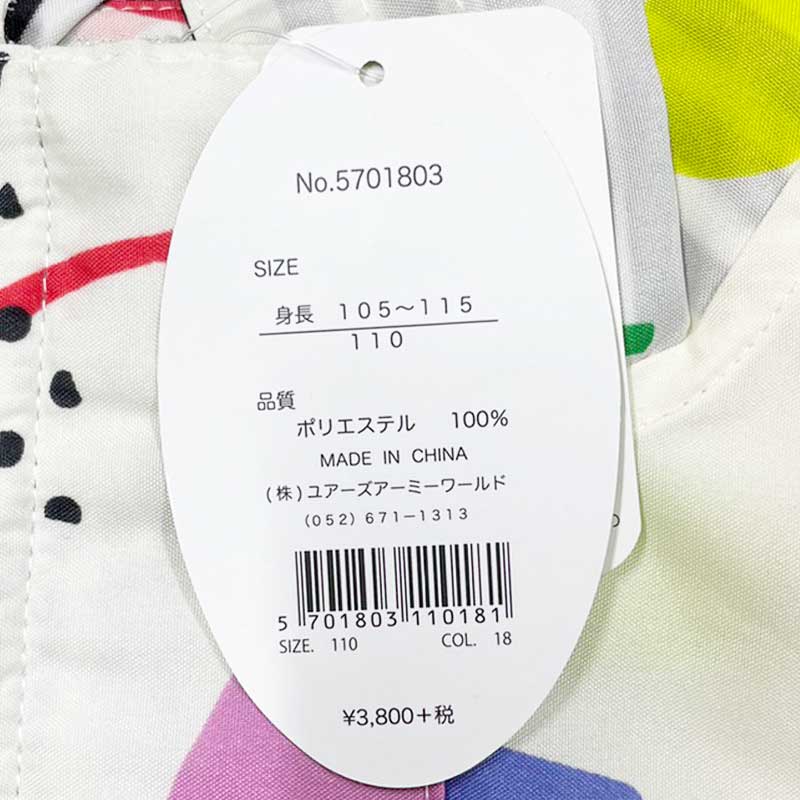 No.5701803
SIZE
身長 105〜115
110
品質
ポリエステル 100%
MADE IN CHINA
(株)ユアーズアーミーワールド
(052)671-1313
5 701803 110181
SIZE. 110 COL. 18
¥3,800+税